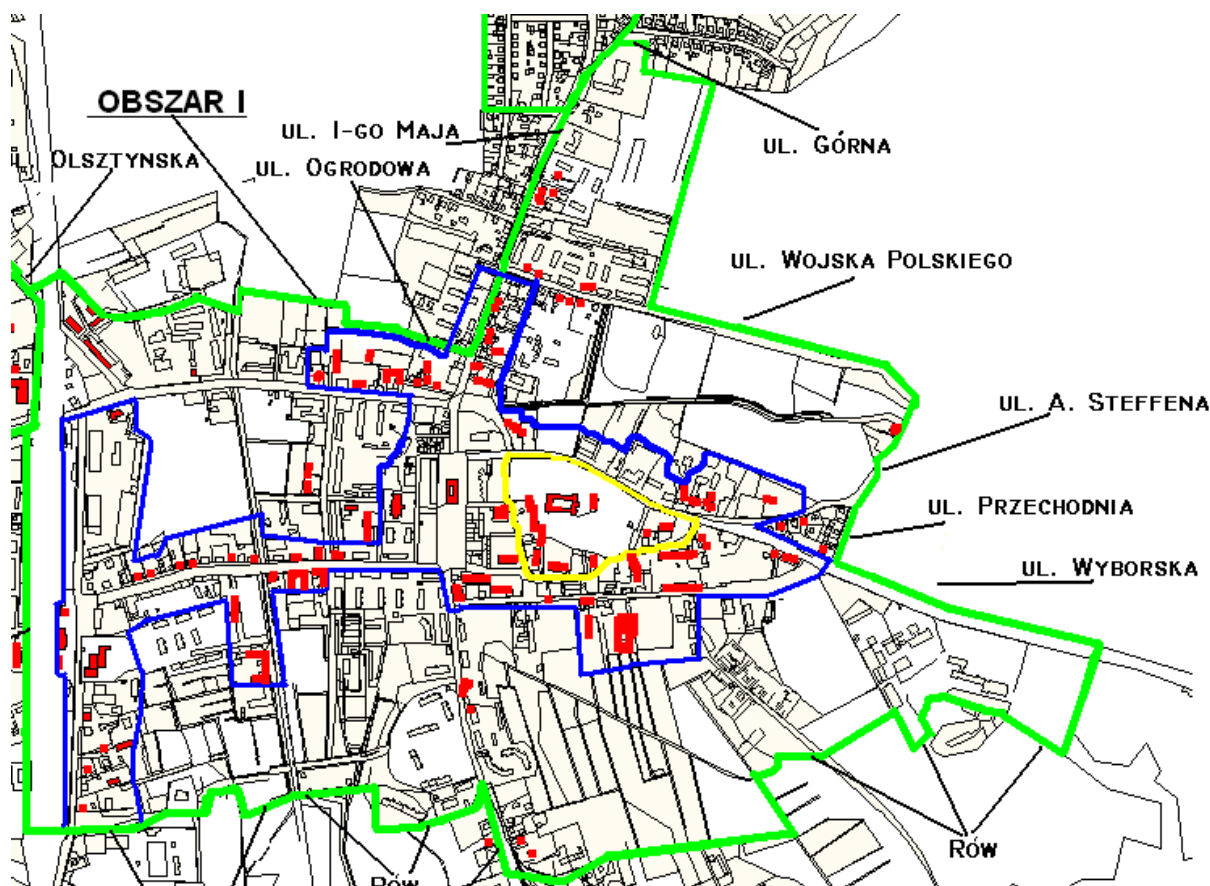 OBSZAR I
UL. I-GO MAJA
UL. GÓRNA
OLSZTYNSKA
UL. OGRODOWA
UL. WOJSKA POLSKIEGO
UL. A. STEFFENA
UL. PRZECHODNIA
UL. WYBORSKA
RÓW
RÓW